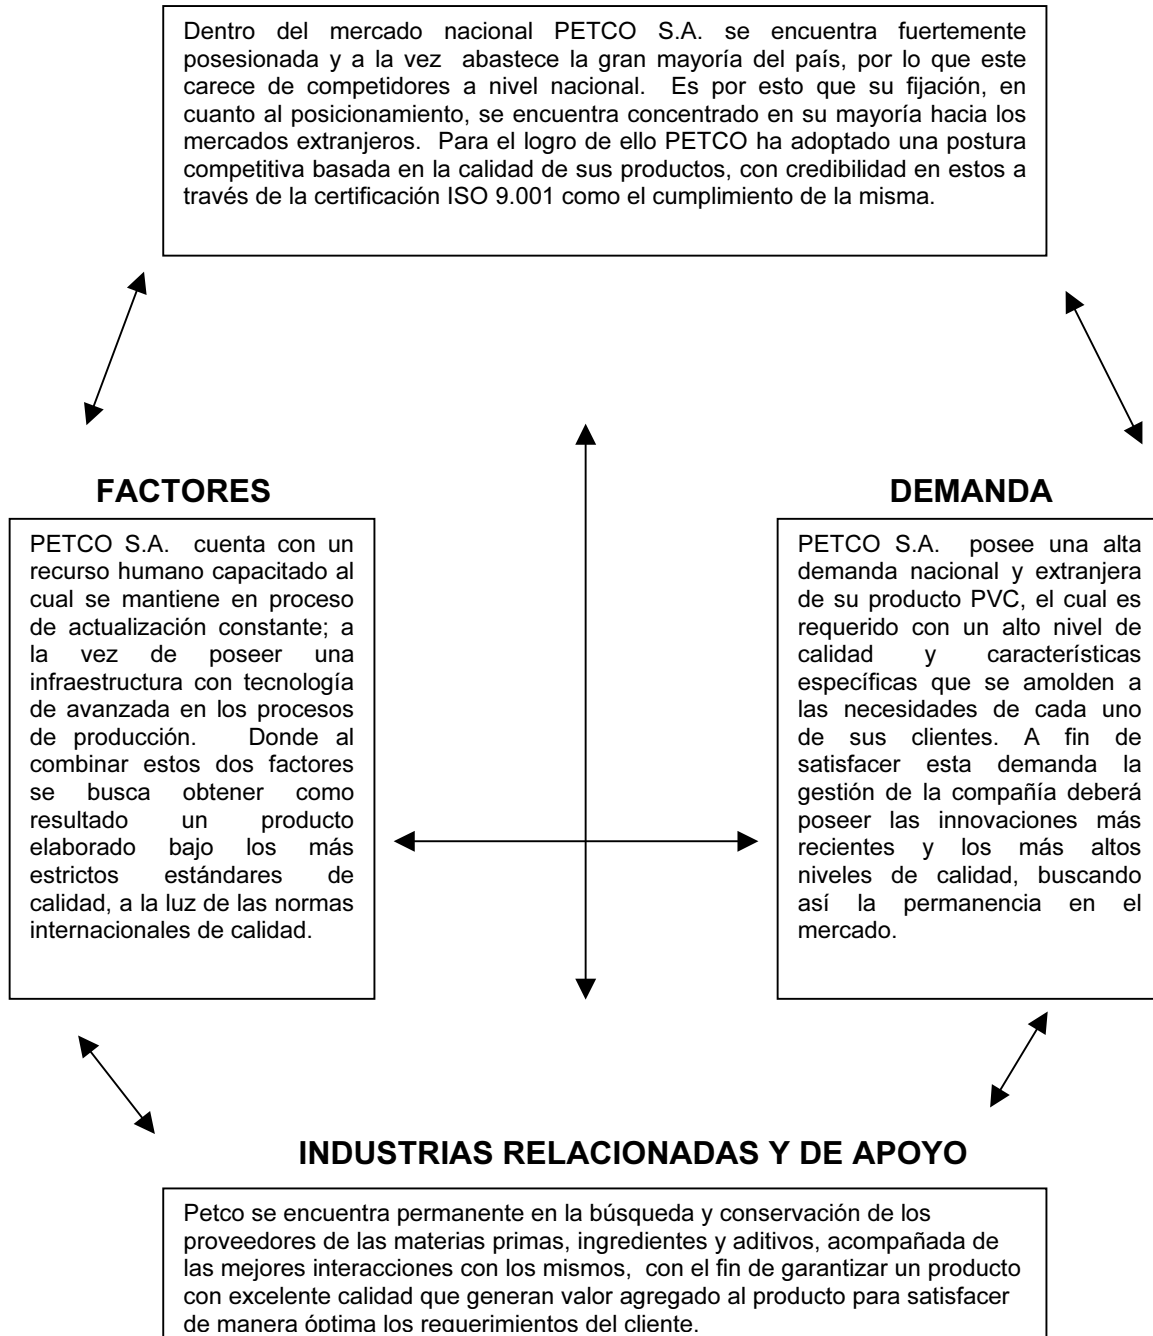 Dentro del mercado nacional PETCO S.A. se encuentra fuertemente
posesionada y a la vez abastece la gran mayoría del país, por lo que este
carece de competidores a nivel nacional. Es por esto que su fijación, en
cuanto al posicionamiento, se encuentra concentrado en su mayoría hacia los
mercados extranjeros. Para el logro de ello PETCO ha adoptado una postura
competitiva basada en la calidad de sus productos, con credibilidad en estos a
través de la certificación ISO 9.001 como el cumplimiento de la misma.
FACTORES
PETCO S.A. cuenta con un
recurso humano capacitado al
cual se mantiene en proceso
de actualización constante; a
la vez de poseer una
infraestructura con tecnología
de avanzada en los procesos
de producción. Donde al
combinar estos dos factores
se busca obtener como
resultado un producto
elaborado bajo los más
estrictos estándares de
calidad, a la luz de las normas
internacionales de calidad.
DEMANDA
PETCO S.A. posee una alta
demanda nacional y extranjera
de su producto PVC, el cual es
requerido con un alto nivel de
calidad y características
específicas que se amolden a
las necesidades de cada uno
de sus clientes. A fin de
satisfacer esta demanda la
gestión de la compañía deberá
poseer las innovaciones más
recientes y los más altos
niveles de calidad, buscando
así la permanencia en el
mercado.
INDUSTRIAS RELACIONADAS Y DE APOYO
Petco se encuentra permanente en la búsqueda y conservación de los
proveedores de las materias primas, ingredientes y aditivos, acompañada de
las mejores interacciones con los mismos, con el fin de garantizar un producto
con excelente calidad que generan valor agregado al producto para satisfacer
de manera óptima los requerimientos del cliente.